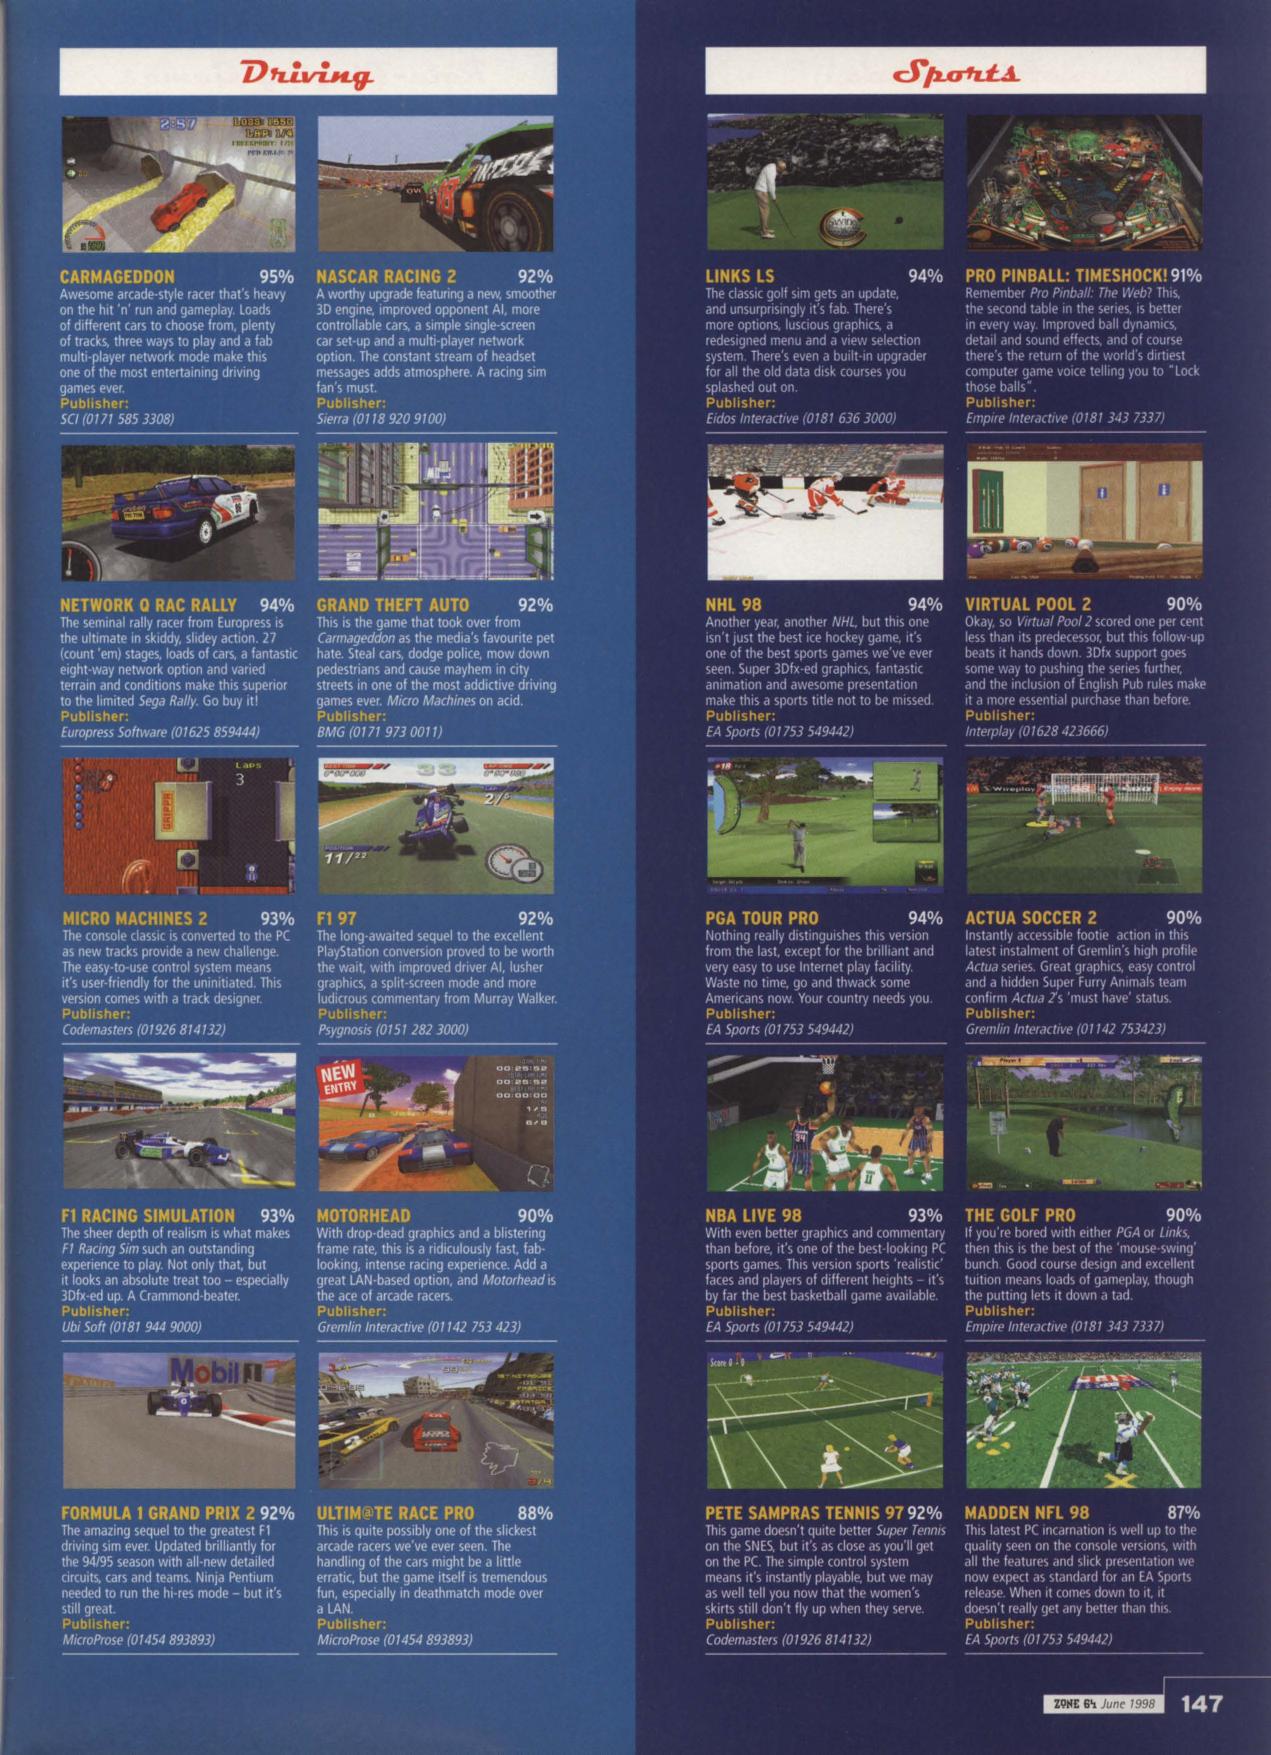 Driving
CARMAGEDDON 95%
Awesome arcade-style racer that's heavy
on the hit 'n' run and gameplay. Loads
of different cars to choose from, plenty
of tracks, three ways to play and a fab
multi-player network mode make this
one of the most entertaining driving
games ever.
Publisher:
SCI (0171 585 3308)
NETWORK Q RAC RALLY 94%
The seminal rally racer from Europress is
the ultimate in skiddy, slidey action. 27
(count 'em) stages, loads of cars, a fantastic
eight-way network option and varied
terrain and conditions make this superior
to the limited Sega Rally. Go buy it!
Publisher:
Europress Software (01625 859444)
Laps
3
MICRO MACHINES 2 93%
The console classic is converted to the PC
as new tracks provide a new challenge.
The easy-to-use control system means
it's user-friendly for the uninitiated. This
version comes with a track designer.
Publisher:
Codemasters (01926 814132)
F1 RACING SIMULATION 93%
The sheer depth of realism is what makes
F1 Racing Sim such an outstanding
experience to play. Not only that, but
it looks an absolute treat too – especially
3Dfx-ed up. A Crammond-beater.
Publisher:
Ubi Soft (0181 944 9000)
Mobil
FORMULA 1 GRAND PRIX 2 92%
The amazing sequel to the greatest F1
driving sim ever. Updated brilliantly for
the 94/95 season with all-new detailed
circuits, cars and teams. Ninja Pentium
needed to run the hi-res mode – but it's
still great.
Publisher:
MicroProse (01454 893893)
NASCAR RACING 2 92%
A worthy upgrade featuring a new, smoother
3D engine, improved opponent AI, more
controllable cars, a simple single-screen
car set-up and a multi-player network
option. The constant stream of headset
messages adds atmosphere. A racing sim
fan's must.
Publisher:
Sierra (0118 920 9100)
GRAND THEFT AUTO 92%
This is the game that took over from
Carmageddon as the media's favourite pet
hate. Steal cars, dodge police, mow down
pedestrians and cause mayhem in city
streets in one of the most addictive driving
games ever. Micro Machines on acid.
Publisher:
BMG (0171 973 0011)
33
2/6
POSITION
11/22
F1 97 92%
The long-awaited sequel to the excellent
PlayStation conversion proved to be worth
the wait, with improved driver AI, lusher
graphics, a split-screen mode and more
ludicrous commentary from Murray Walker.
Publisher:
Psygnosis (0151 282 3000)
NEW
ENTRY
00:25:52
00:25:52
00:00:00
1/5
6/8
MOTORHEAD 90%
With drop-dead graphics and a blistering
frame rate, this is a ridiculously fast, fab-
looking, intense racing experience. Add a
great LAN-based option, and Motorhead is
the ace of arcade racers.
Publisher:
Gremlin Interactive (01142 753 423)
ULTIM@TE RACE PRO 88%
This is quite possibly one of the slickest
arcade racers we've ever seen. The
handling of the cars might be a little
erratic, but the game itself is tremendous
fun, especially in deathmatch mode over
a LAN.
Publisher:
MicroProse (01454 893893)
Sports
LINKS LS 94%
The classic golf sim gets an update,
and unsurprisingly it's fab. There's
more options, luscious graphics, a
redesigned menu and a view selection
system. There's even a built-in upgrader
for all the old data disk courses you
splashed out on.
Publisher:
Eidos Interactive (0181 636 3000)
NHL 98 94%
Another year, another NHL, but this one
isn't just the best ice hockey game, it's
one of the best sports games we've ever
seen. Super 3Dfx-ed graphics, fantastic
animation and awesome presentation
make this a sports title not to be missed.
Publisher:
EA Sports (01753 549442)
PGA TOUR PRO 94%
Nothing really distinguishes this version
from the last, except for the brilliant and
very easy to use Internet play facility.
Waste no time, go and thwack some
Americans now. Your country needs you.
Publisher:
EA Sports (01753 549442)
NBA LIVE 98 93%
With even better graphics and commentary
than before, it's one of the best-looking PC
sports games. This version sports 'realistic'
faces and players of different heights – it's
by far the best basketball game available.
Publisher:
EA Sports (01753 549442)
Score 0 - 0
PETE SAMPRAS TENNIS 97 92%
This game doesn't quite better Super Tennis
on the SNES, but it's as close as you'll get
on the PC. The simple control system
means it's instantly playable, but we may
as well tell you now that the women's
skirts still don't fly up when they serve.
Publisher:
Codemasters (01926 814132)
PRO PINBALL: TIMESHOCK! 91%
Remember Pro Pinball: The Web? This,
the second table in the series, is better
in every way. Improved ball dynamics,
detail and sound effects, and of course
there's the return of the world's dirtiest
computer game voice telling you to "Lock
those balls".
Publisher:
Empire Interactive (0181 343 7337)
VIRTUAL POOL 2 90%
Okay, so Virtual Pool 2 scored one per cent
less than its predecessor, but this follow-up
beats it hands down. 3Dfx support goes
some way to pushing the series further,
and the inclusion of English Pub rules make
it a more essential purchase than before.
Publisher:
Interplay (01628 423666)
Wireplay
ACTUA SOCCER 2 90%
Instantly accessible footie action in this
latest instalment of Gremlin's high profile
Actua series. Great graphics, easy control
and a hidden Super Furry Animals team
confirm Actua 2's 'must have' status.
Publisher:
Gremlin Interactive (01142 753423)
THE GOLF PRO 90%
If you're bored with either PGA or Links,
then this is the best of the 'mouse-swing'
bunch. Good course design and excellent
tuition means loads of gameplay, though
the putting lets it down a tad.
Publisher:
Empire Interactive (0181 343 7337)
MADDEN NFL 98 87%
This latest PC incarnation is well up to the
quality seen on the console versions, with
all the features and slick presentation we
now expect as standard for an EA Sports
release. When it comes down to it, it
doesn't really get any better than this.
Publisher:
EA Sports (01753 549442)
ZONE 64 June 1998 147